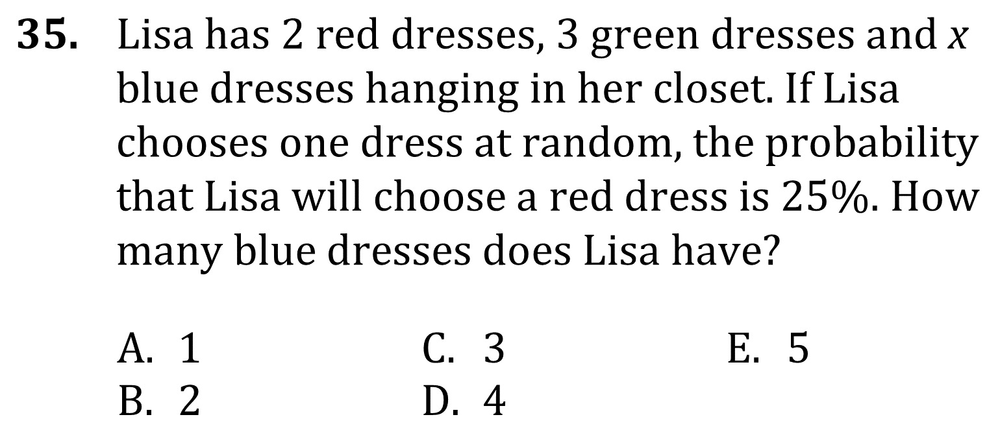 35. Lisa has 2 red dresses, 3 green dresses and x
blue dresses hanging in her closet. If Lisa
chooses one dress at random, the probability
that Lisa will choose a red dress is 25%. How
many blue dresses does Lisa have?
A. 1 C. 3 E. 5
B. 2 D. 4